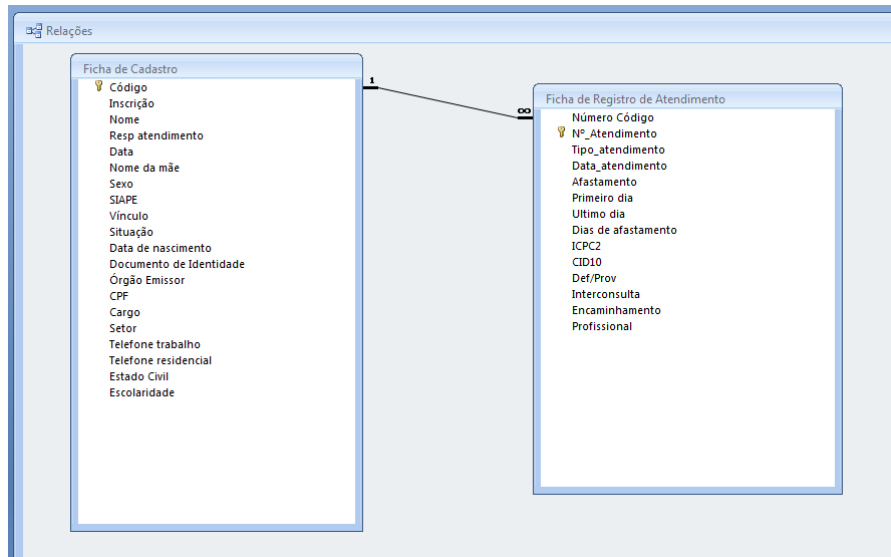 Relações
Ficha de Cadastro
Código
Inscrição
Nome
Resp atendimento
Data
Nome da mãe
Sexo
SIAPE
Vínculo
Situação
Data de nascimento
Documento de Identidade
Órgão Emissor
CPF
Cargo
Setor
Telefone trabalho
Telefone residencial
Estado Civil
Escolaridade
1
∞
Ficha de Registro de Atendimento
Número Código
Nº_Atendimento
Tipo_atendimento
Data_atendimento
Afastamento
Primeiro dia
Ultimo dia
Dias de afastamento
ICPC2
CID10
Def/Prov
Interconsulta
Encaminhamento
Profissional